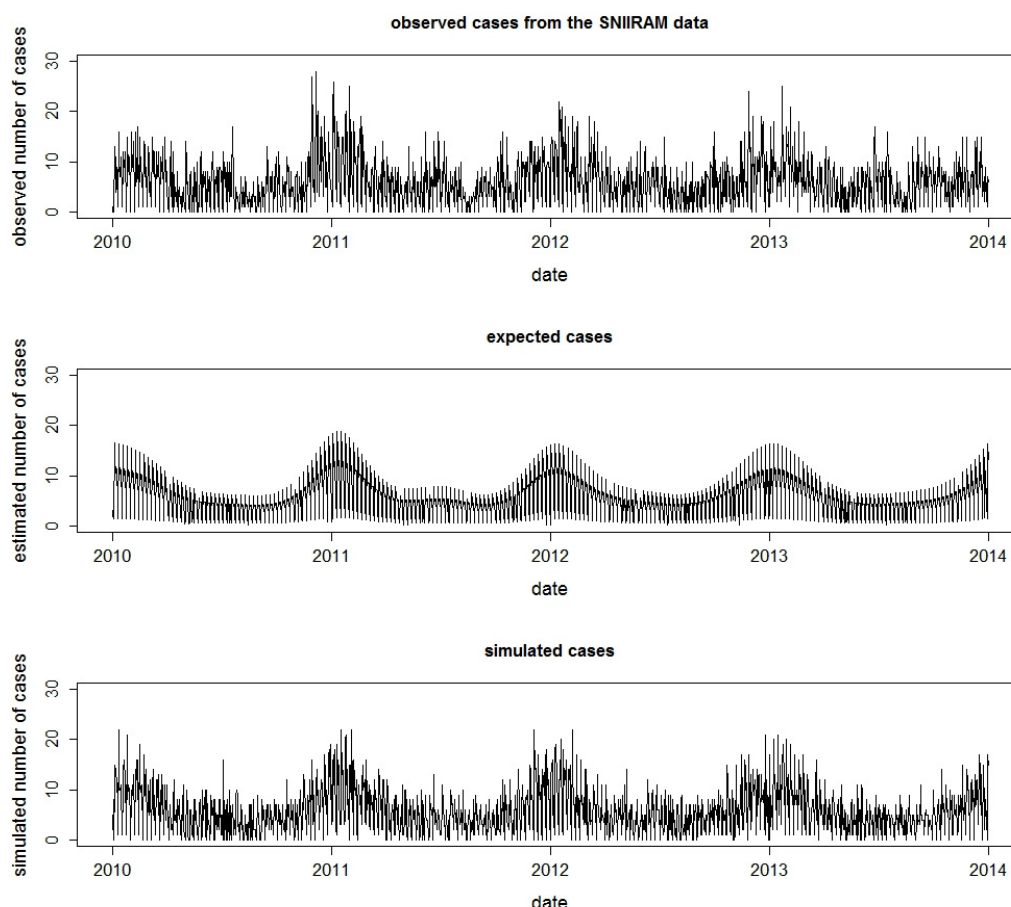 observed cases from the SNIIRAM data
observed number of cases
30
20
10
0
2010 2011 2012 2013 2014
date
expected cases
estimated number of cases
30
20
10
0
2010 2011 2012 2013 2014
date
simulated cases
simulated number of cases
30
20
10
0
2010 2011 2012 2013 2014
date